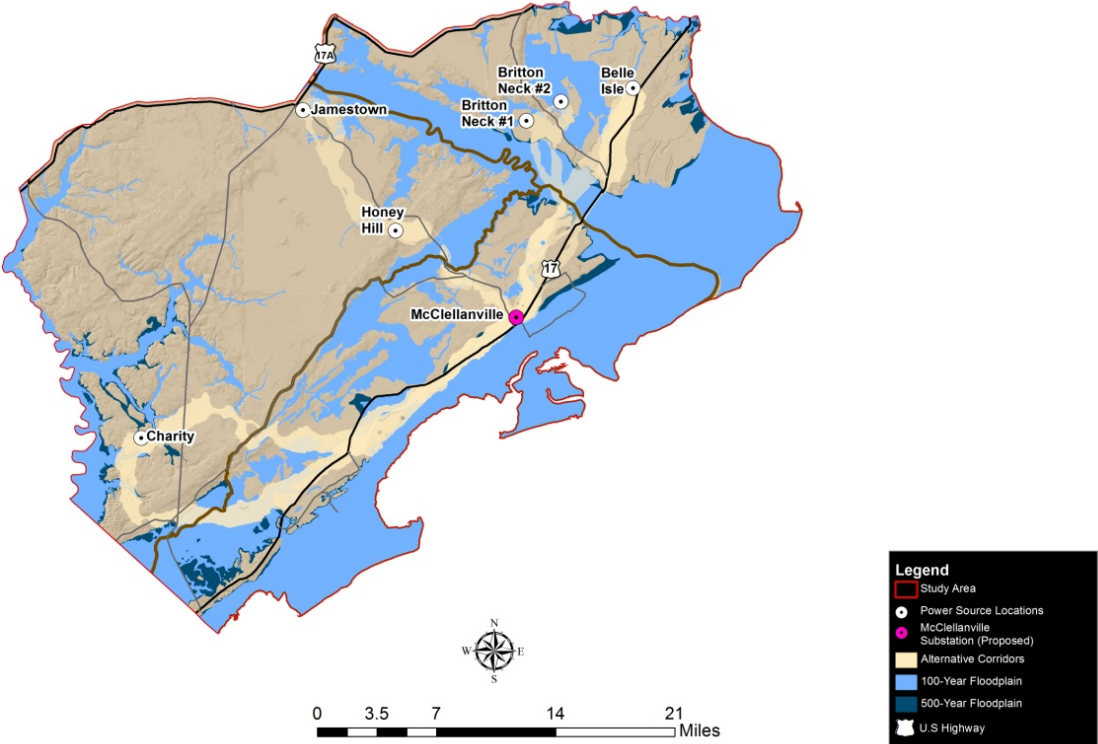 17A
Jamestown
Britton
Neck #2
Belle
Isle
Britton
Neck #1
Honey
Hill
17
McClellanville
Charity
N
W E
S
0 3.5 7 14 21
Miles
Legend
Study Area
Power Source Locations
McClellanville
Substation (Proposed)
Alternative Corridors
100-Year Floodplain
500-Year Floodplain
U.S Highway